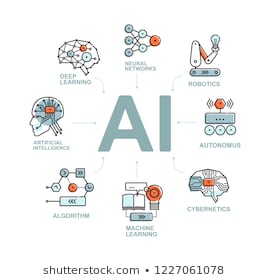 DEEP
LEARNING
NEURAL
NETWORKS
ROBOTICS
ARTIFICIAL
INTELLIGENCE
AI
AUTONOMUS
ALGORITHM
MACHINE
LEARNING
CYBERNETICS
shutterstock.com • 1227061078